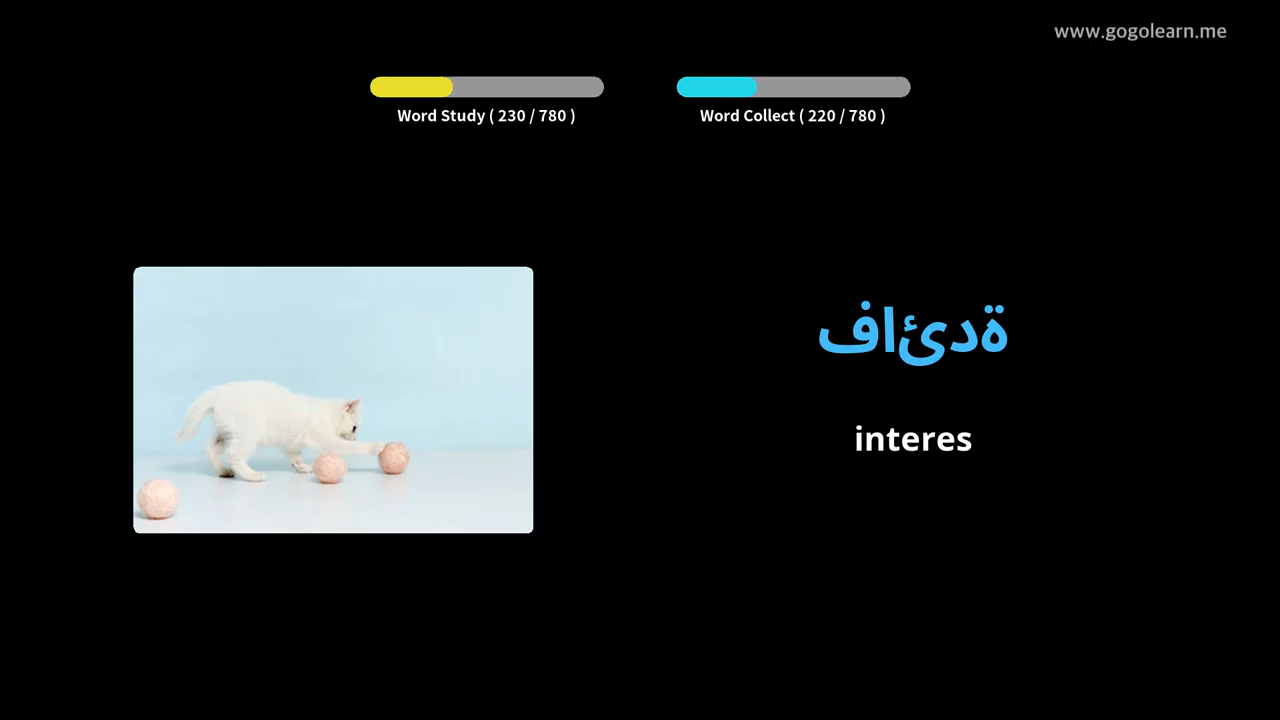 www.gogolearn.me
Word Study ( 230 / 780 )
Word Collect ( 220 / 780 )
فائدة
interes